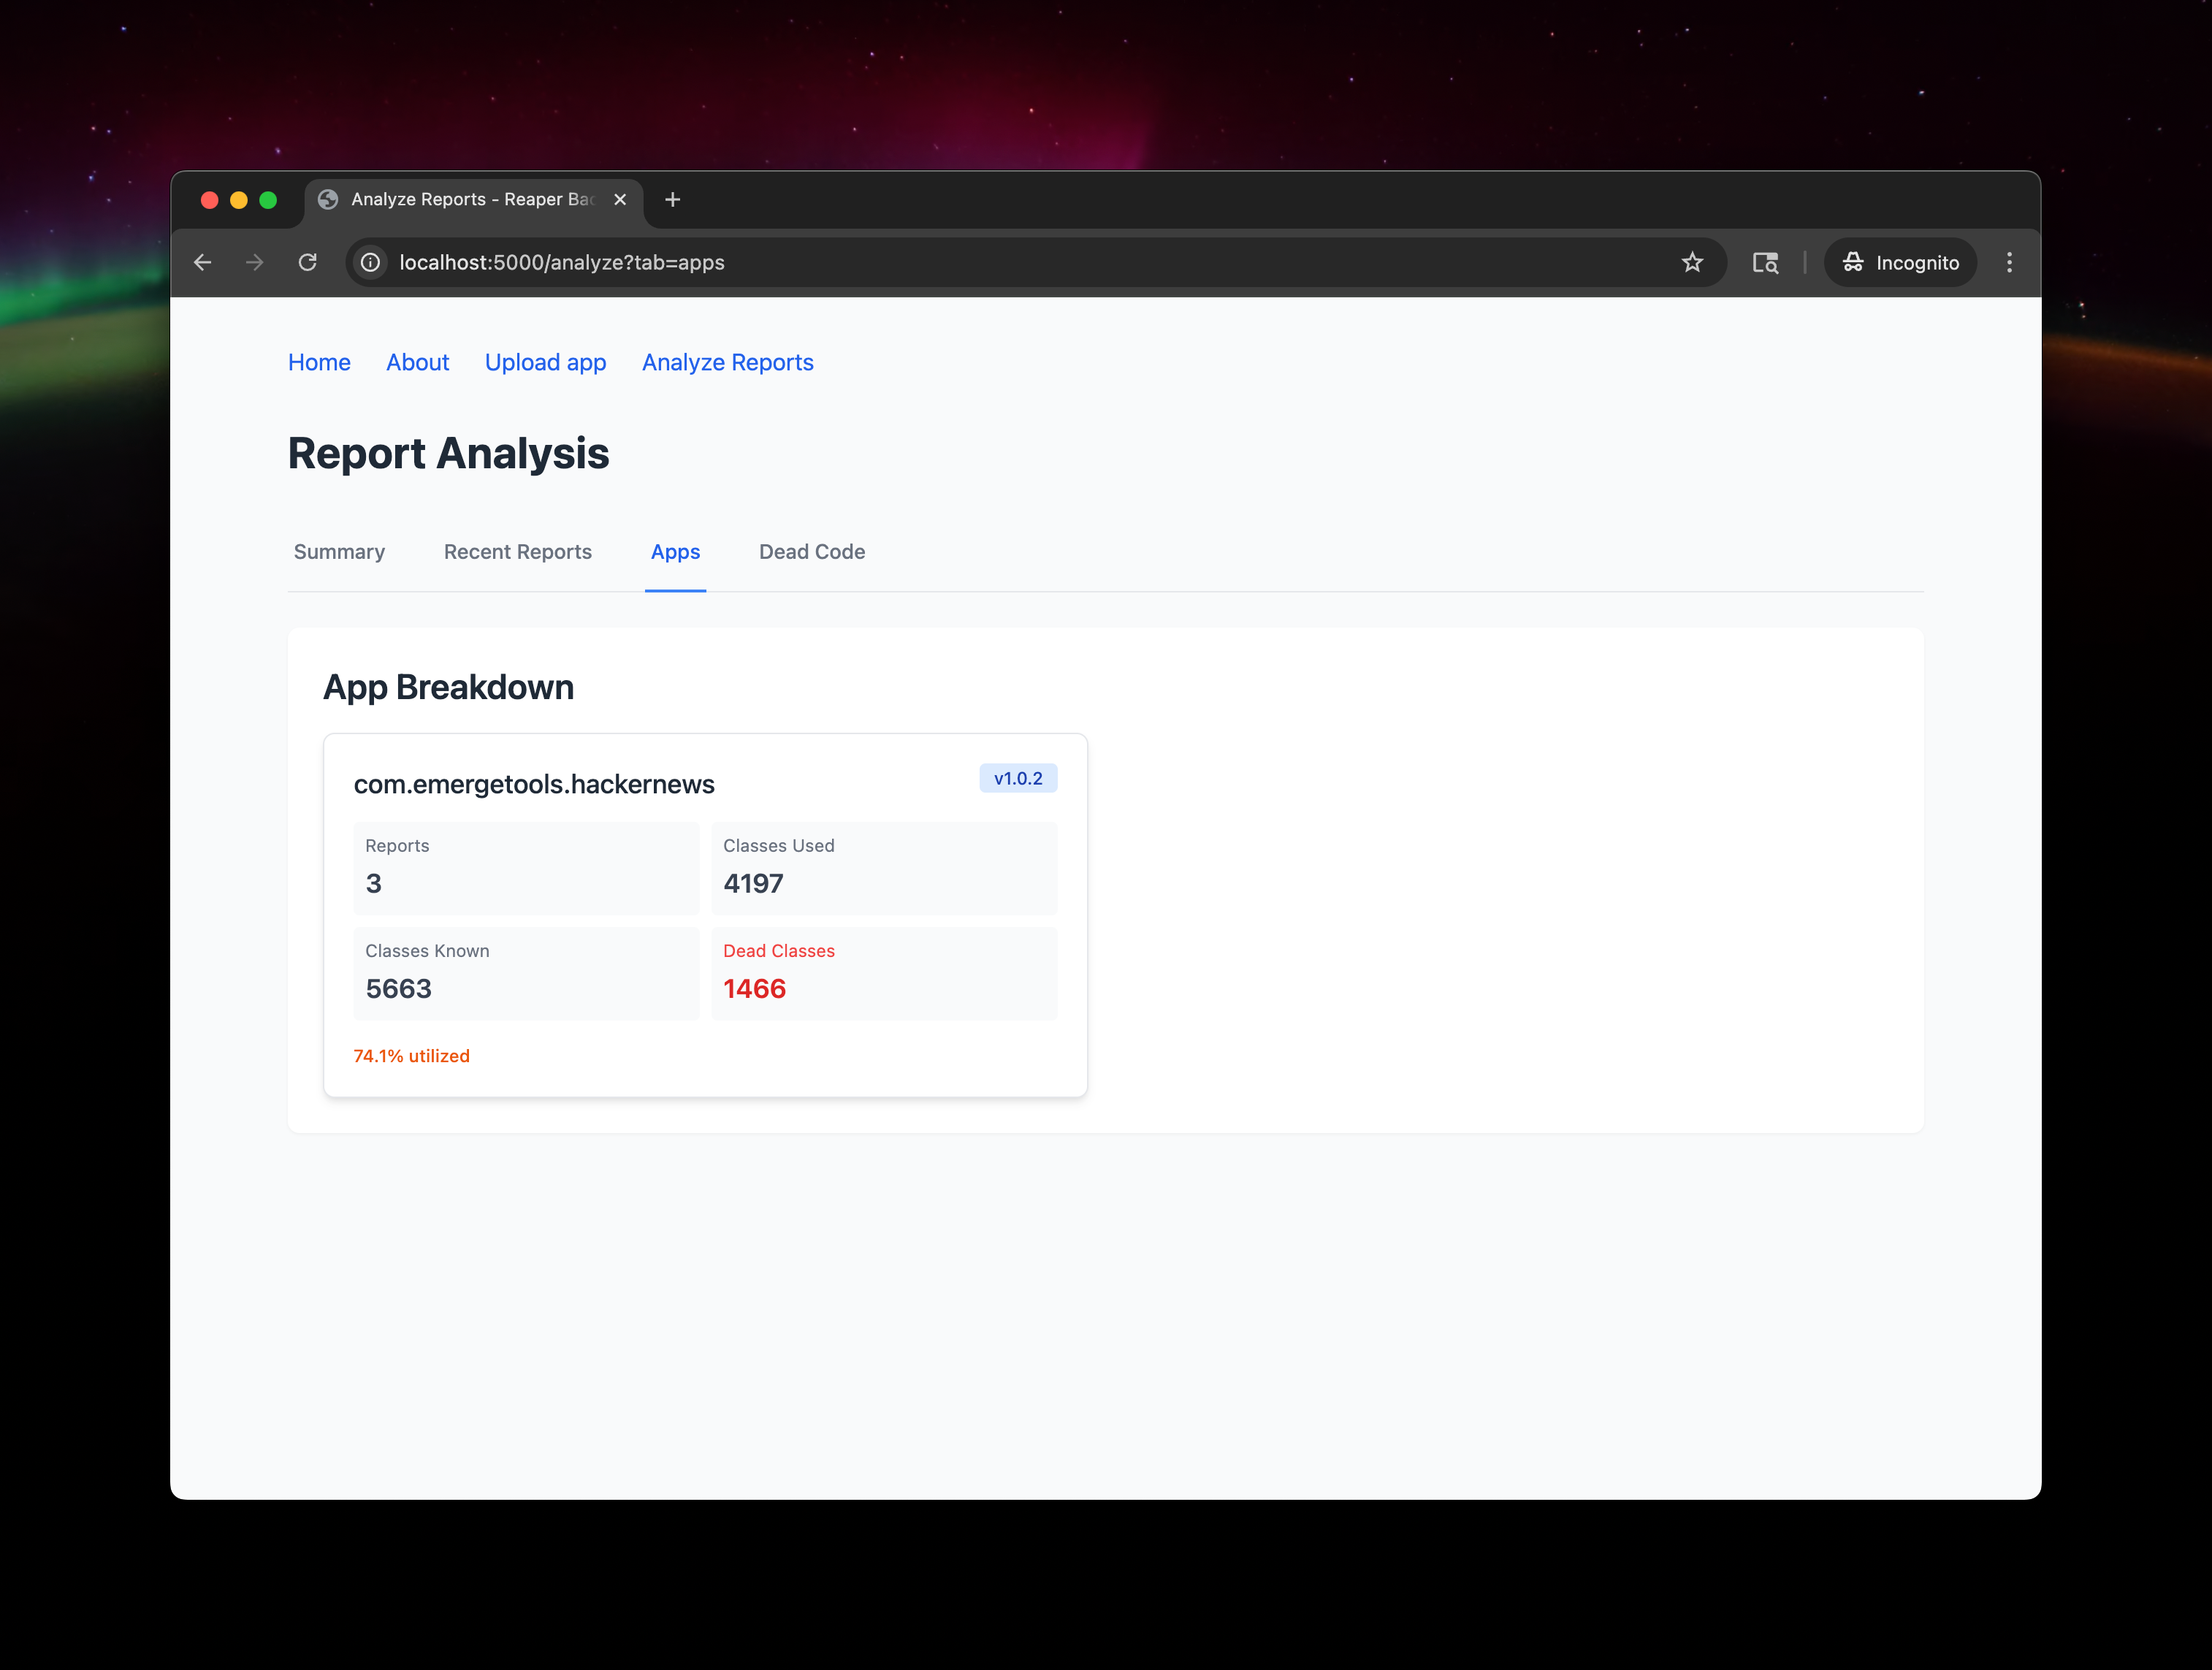 Analyze Reports - Reaper Bac
localhost:5000/analyze?tab=apps
Incognito
Home About Upload app Analyze Reports
Report Analysis
Summary Recent Reports Apps Dead Code
App Breakdown
com.emergetools.hackernews v1.0.2
Reports Classes Used
3 4197
Classes Known Dead Classes
5663 1466
74.1% utilized